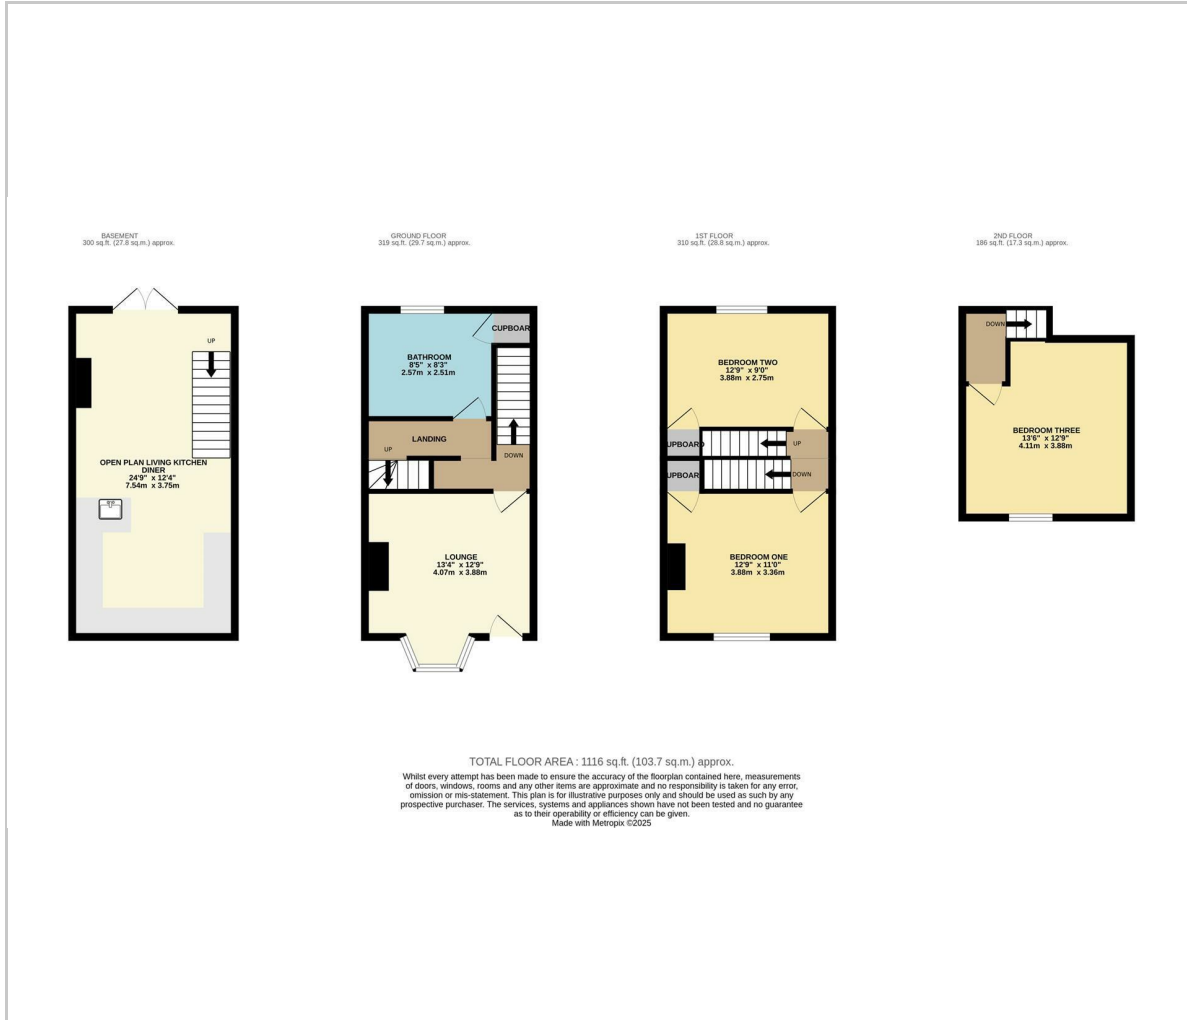 BASEMENT
300 sq.ft. (27.8 sq.m.) approx.
UP
OPEN PLAN LIVING KITCHEN
DINER
24'9" x 12'4"
7.54m x 3.75m
GROUND FLOOR
319 sq.ft. (29.7 sq.m.) approx.
CUPBOAR
BATHROOM
8'5" x 8'3"
2.57m x 2.51m
LANDING
UP
DOWN
LOUNGE
13'4" x 12'9"
4.07m x 3.88m
1ST FLOOR
310 sq.ft. (28.8 sq.m.) approx.
BEDROOM TWO
12'9" x 9'0"
3.88m x 2.75m
UPBOARD
UP
UPBOAR
DOWN
BEDROOM ONE
12'9" x 11'0"
3.88m x 3.36m
2ND FLOOR
186 sq.ft. (17.3 sq.m.) approx.
DOWN
BEDROOM THREE
13'6" x 12'9"
4.11m x 3.88m
TOTAL FLOOR AREA : 1116 sq.ft. (103.7 sq.m.) approx.
Whilst every attempt has been made to ensure the accuracy of the floorplan contained here, measurements
of doors, windows, rooms and any other items are approximate and no responsibility is taken for any error,
omission or mis-statement. This plan is for illustrative purposes only and should be used as such by any
prospective purchaser. The services, systems and appliances shown have not been tested and no guarantee
as to their operability or efficiency can be given.
Made with Metropix ©2025